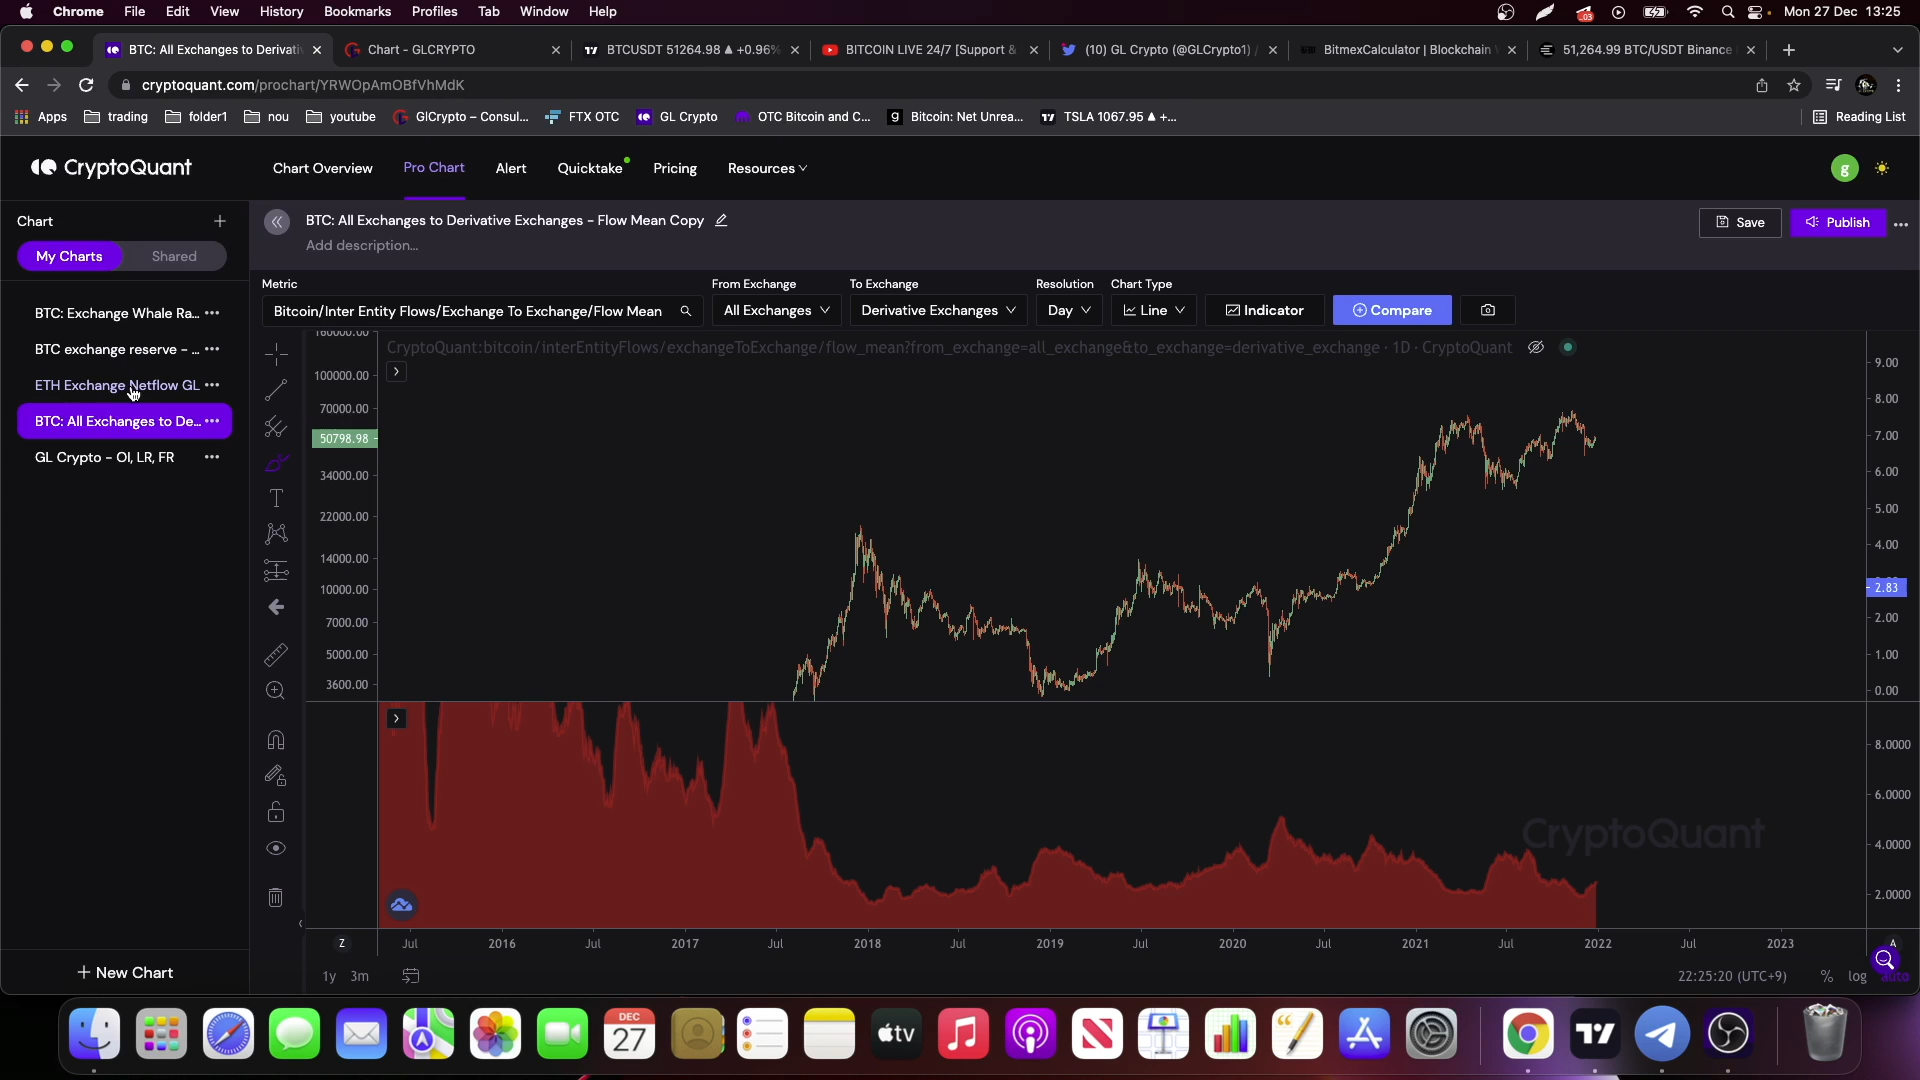 Chrome File Edit View History Bookmarks Profiles Tab Window Help Mon 27 Dec 13:25
BTC: All Exchanges to Derivati Chart - GLCRYPTO BTCUSDT 51264.98 ▲ +0.96% BITCOIN LIVE 24/7 [Support & (10) GL Crypto (@GLCrypto1) / BitmexCalculator | Blockchain 51,264.99 BTC/USDT Binance
cryptoquant.com/prochart/YRWOpAmOBfVhMdK
Apps trading folder1 nou youtube GlCrypto – Consul... FTX OTC GL Crypto OTC Bitcoin and C... Bitcoin: Net Unrea... TSLA 1067.95 ▲ +... Reading List
CryptoQuant Chart Overview Pro Chart Alert Quicktake Pricing Resources g
Chart
My Charts Shared
BTC: Exchange Whale Ra...
BTC exchange reserve - ...
ETH Exchange Netflow GL
BTC: All Exchanges to De...
GL Crypto - OI, LR, FR
+ New Chart
BTC: All Exchanges to Derivative Exchanges - Flow Mean Copy
Save Publish
Add description...
Metric From Exchange To Exchange Resolution Chart Type
Bitcoin/Inter Entity Flows/Exchange To Exchange/Flow Mean All Exchanges Derivative Exchanges Day Line Indicator Compare
CryptoQuant:bitcoin/interEntityFlows/exchangeToExchange/flow_mean?from_exchange=all_exchange&to_exchange=derivative_exchange · 1D · CryptoQuant
160000.00
100000.00
70000.00
50798.98
34000.00
22000.00
14000.00
10000.00
7000.00
5000.00
3600.00
9.00
8.00
7.00
6.00
5.00
4.00
2.83
2.00
1.00
0.00
8.0000
6.0000
4.0000
2.0000
CryptoQuant
Z Jul 2016 Jul 2017 Jul 2018 Jul 2019 Jul 2020 Jul 2021 Jul 2022 Jul 2023 A
1y 3m 22:25:20 (UTC+9) % log auto
DEC
27
tv